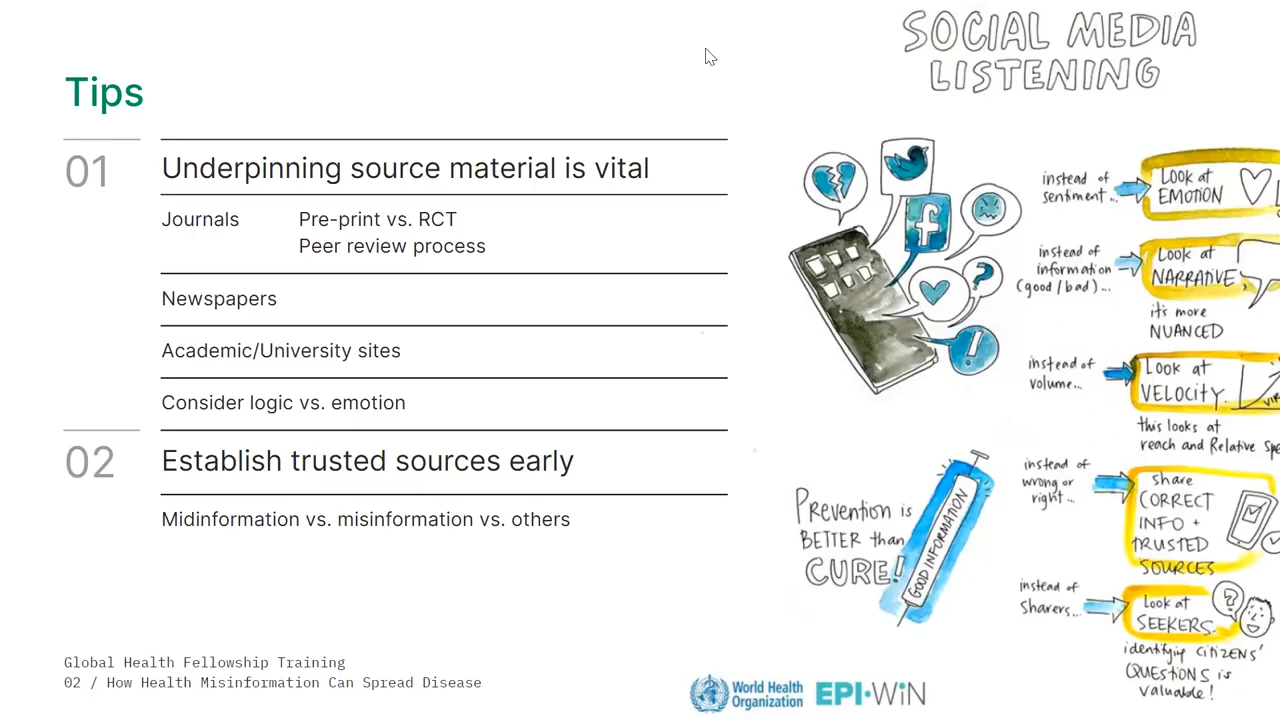 Tips
01
Underpinning source material is vital
Journals
Pre-print vs. RCT
Peer review process
Newspapers
Academic/University sites
Consider logic vs. emotion
02
Establish trusted sources early
Midinformation vs. misinformation vs. others
Global Health Fellowship Training
02 / How Health Misinformation Can Spread Disease
SOCIAL MEDIA
LISTENING
instead of
sentiment...
Look at
EMOTION
instead of
information
(good/bad)...
Look at
NARRATIVE,
it's more
NUANCED
instead of
volume...
Look at
VELOCITY.
this looks at
reach and Relative
instead of
wrong or
right...
share
CORRECT
INFO +
TRUSTED
SOURCES
instead of
sharers...
Look at
SEEKERS.
identifying CITIZENS'
QUESTIONS is
valuable!
Prevention is
BETTER than
CURE!
GOOD INFORMATION
World Health
Organization
EPI·WiN